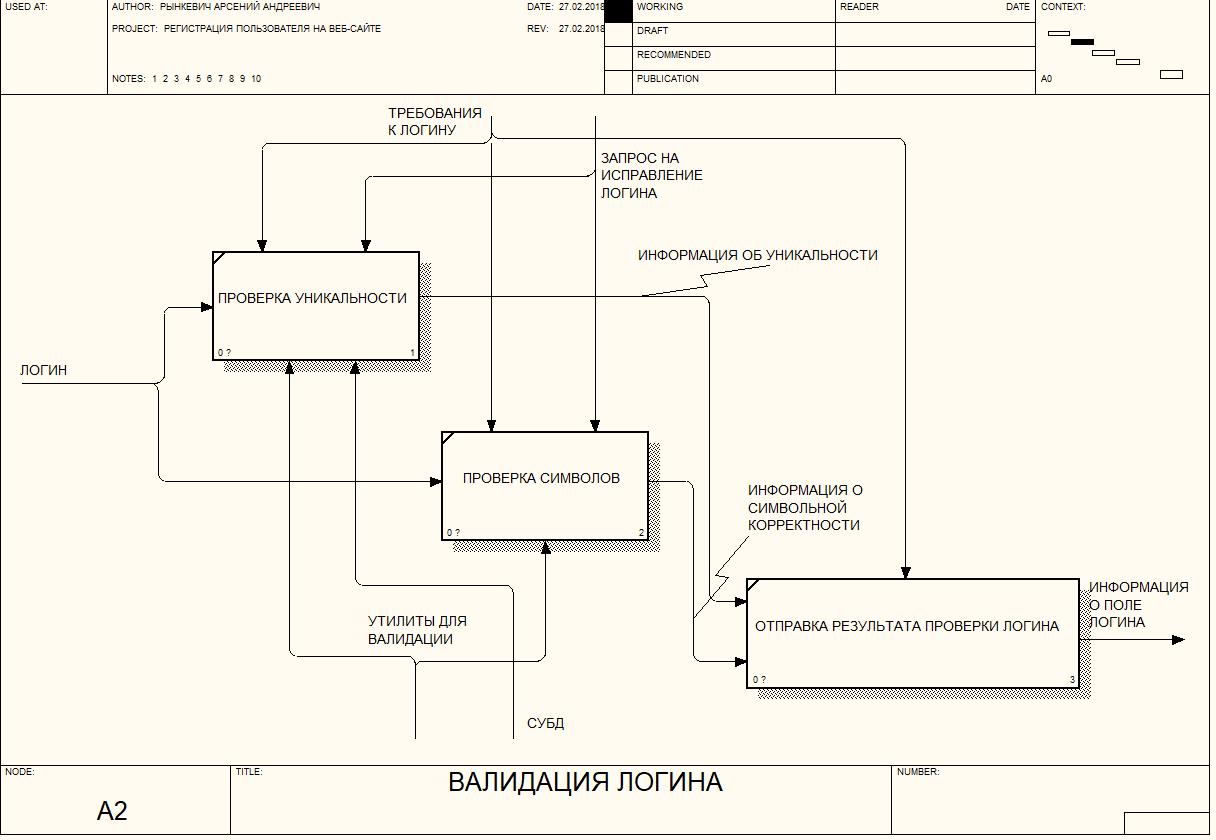 USED AT:
AUTHOR: РЫНКЕВИЧ АРСЕНИЙ АНДРЕЕВИЧ
DATE: 27.02.2018
PROJECT: РЕГИСТРАЦИЯ ПОЛЬЗОВАТЕЛЯ НА ВЕБ-САЙТЕ
REV: 27.02.2018
NOTES: 1 2 3 4 5 6 7 8 9 10
WORKING
DRAFT
RECOMMENDED
PUBLICATION
READER
DATE
CONTEXT:
A0
ТРЕБОВАНИЯ
К ЛОГИНУ
ЗАПРОС НА
ИСПРАВЛЕНИЕ
ЛОГИНА
ИНФОРМАЦИЯ ОБ УНИКАЛЬНОСТИ
ПРОВЕРКА УНИКАЛЬНОСТИ
0 ?
1
ЛОГИН
ПРОВЕРКА СИМВОЛОВ
0 ?
2
ИНФОРМАЦИЯ О
СИМВОЛЬНОЙ
КОРРЕКТНОСТИ
ИНФОРМАЦИЯ
О ПОЛЕ
ЛОГИНА
ОТПРАВКА РЕЗУЛЬТАТА ПРОВЕРКИ ЛОГИНА
0 ?
3
УТИЛИТЫ ДЛЯ
ВАЛИДАЦИИ
СУБД
NODE:
A2
TITLE:
ВАЛИДАЦИЯ ЛОГИНА
NUMBER: